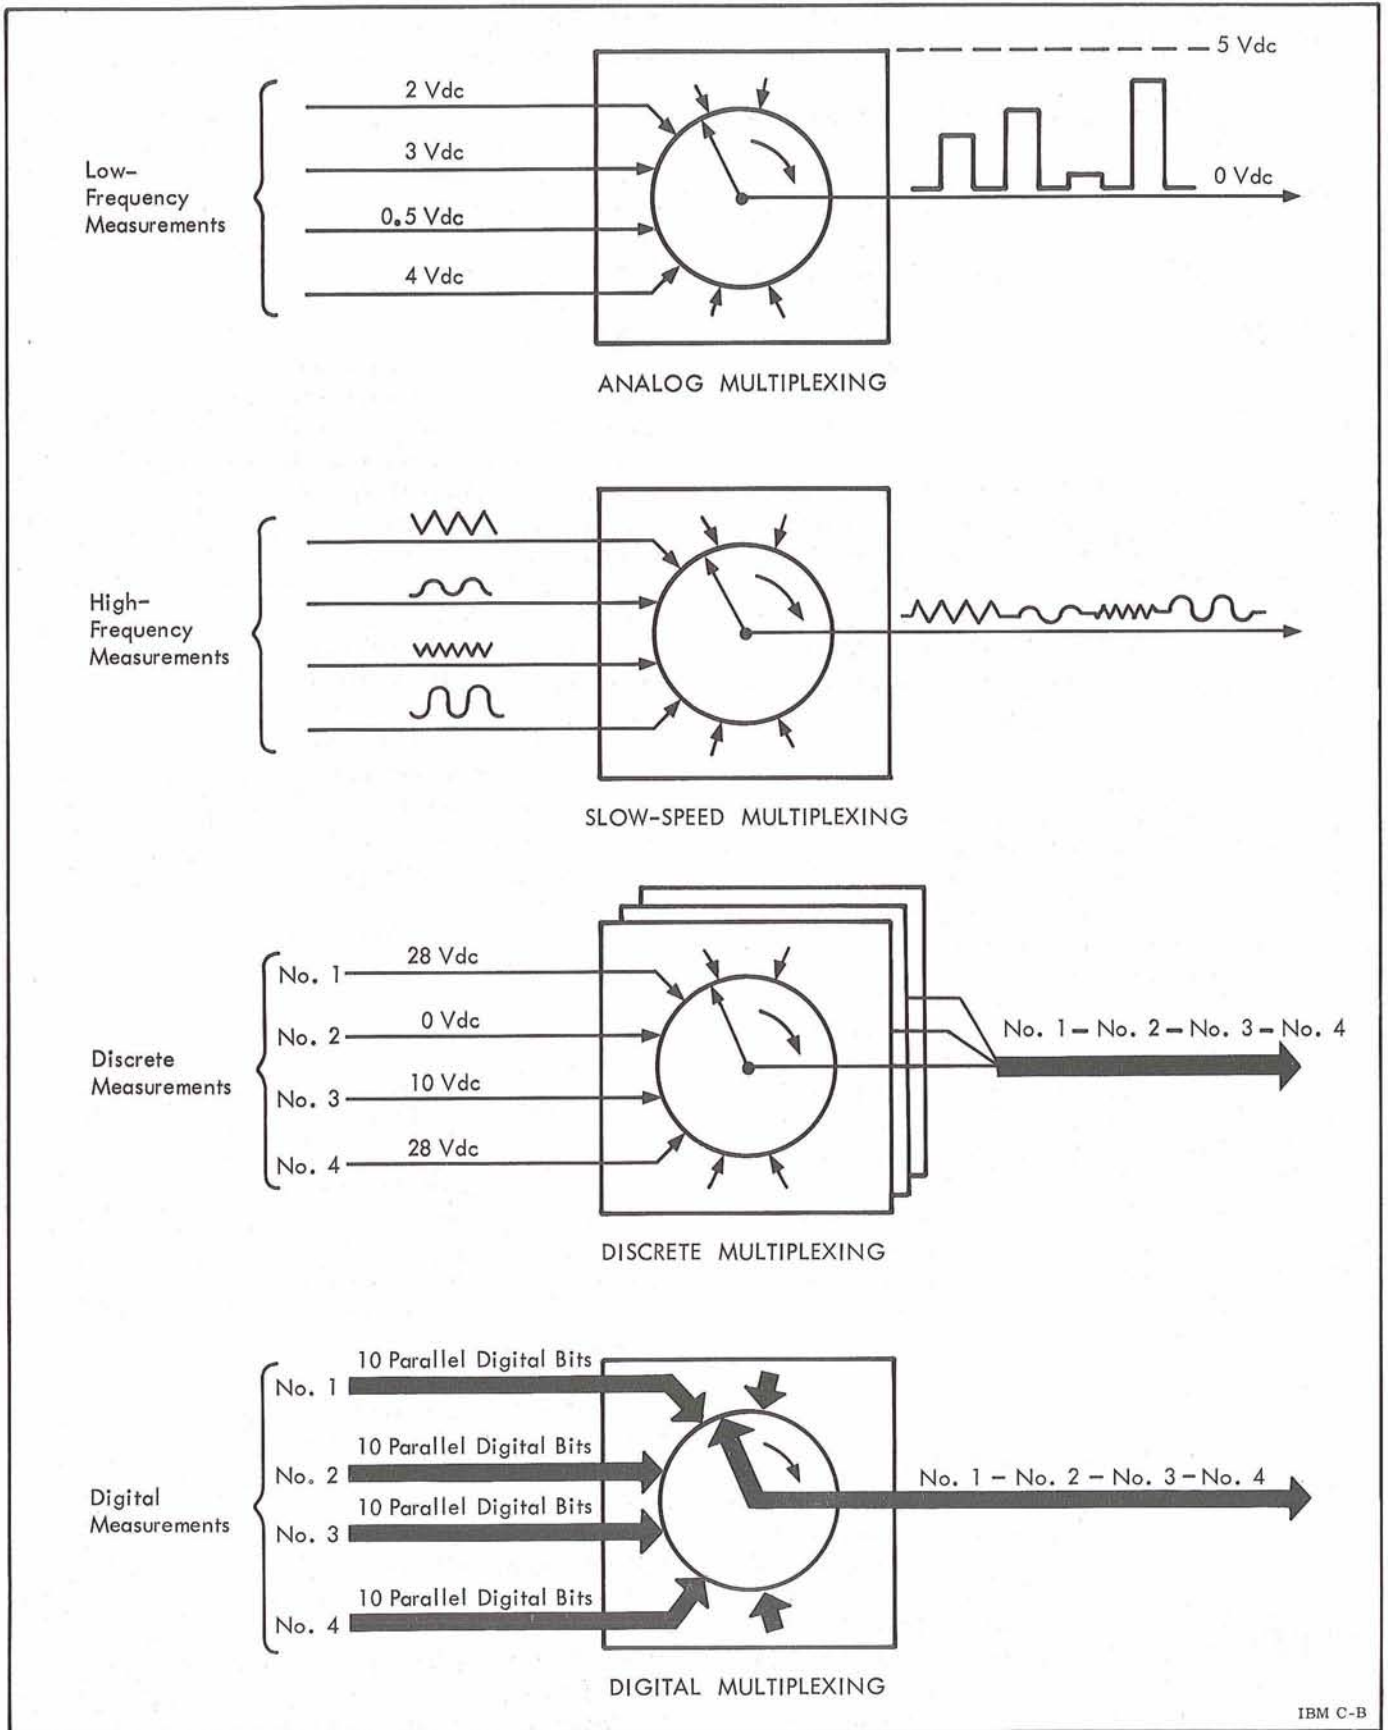 5 Vdc
2 Vdc
3 Vdc
Low-
Frequency
Measurements
0.5 Vdc
4 Vdc
0 Vdc
ANALOG MULTIPLEXING
High-
Frequency
Measurements
SLOW-SPEED MULTIPLEXING
Discrete
Measurements
No. 1
28 Vdc
No. 2
0 Vdc
No. 3
10 Vdc
No. 4
28 Vdc
No. 1 – No. 2 – No. 3 – No. 4
DISCRETE MULTIPLEXING
Digital
Measurements
10 Parallel Digital Bits
No. 1
10 Parallel Digital Bits
No. 2
10 Parallel Digital Bits
No. 3
10 Parallel Digital Bits
No. 4
No. 1 – No. 2 – No. 3 – No. 4
DIGITAL MULTIPLEXING
IBM C-B